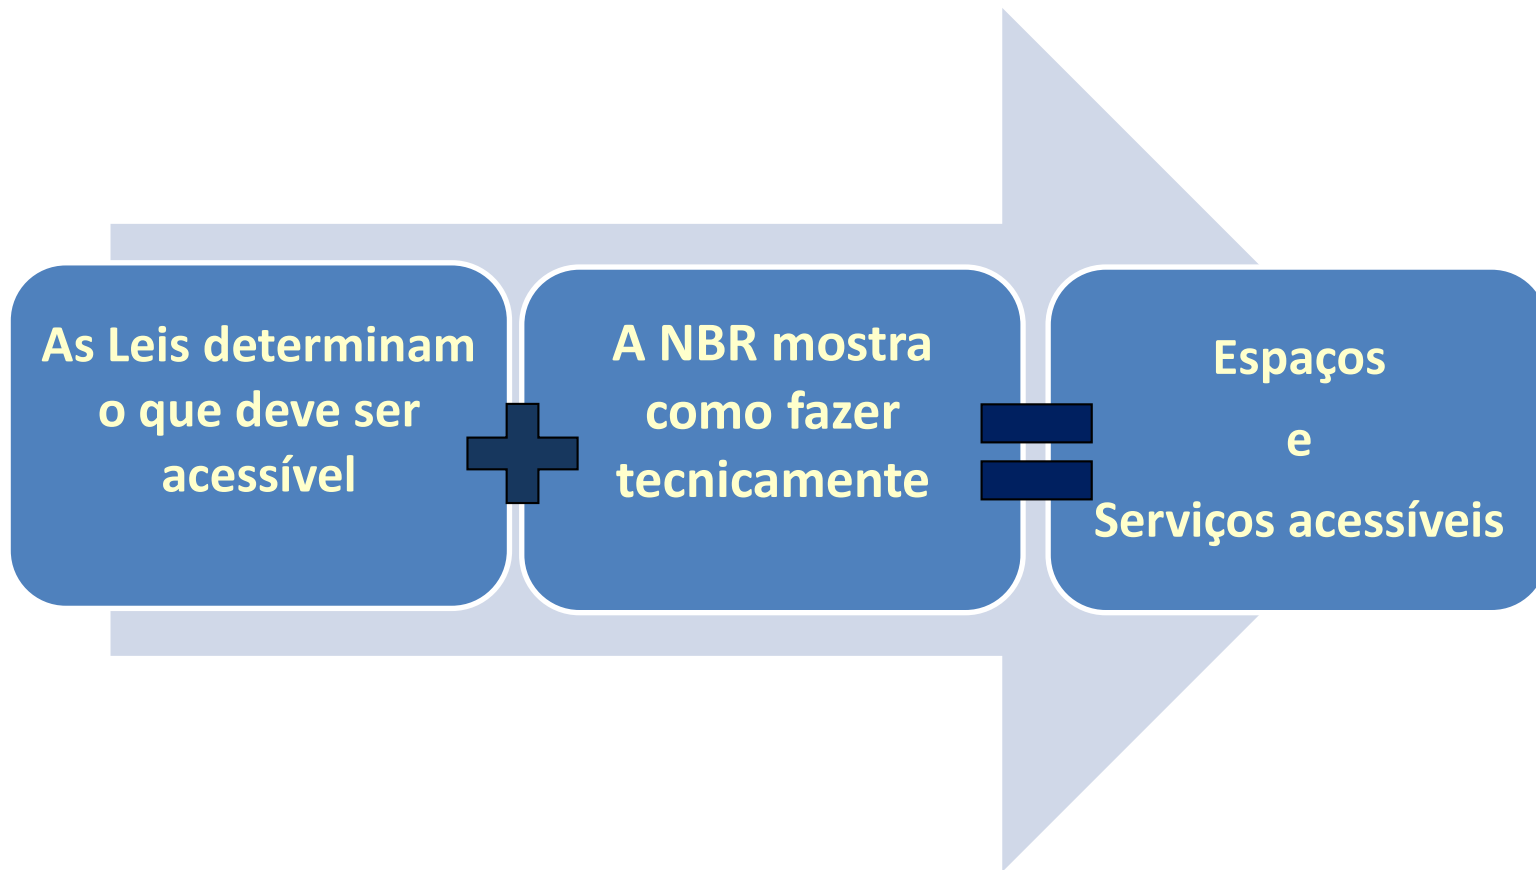 As Leis determinam
o que deve ser
acessível
A NBR mostra
como fazer
tecnicamente
Espaços
e
Serviços acessíveis